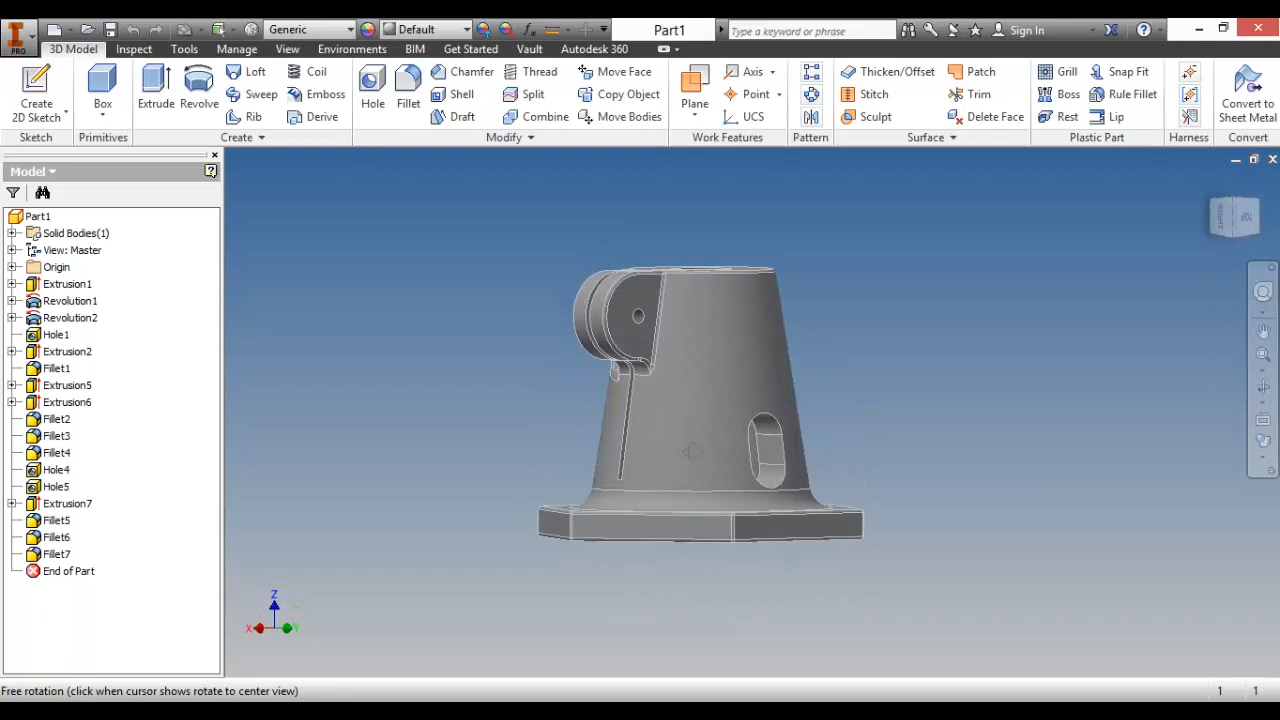 PRO
Generic
Default
Part1
Type a keyword or phrase
Sign In
3D Model Inspect Tools Manage View Environments BIM Get Started Vault Autodesk 360
Create
2D Sketch
Box
Extrude
Revolve
Loft
Sweep
Rib
Coil
Emboss
Derive
Hole
Fillet
Chamfer
Shell
Draft
Thread
Split
Combine
Move Face
Copy Object
Move Bodies
Plane
Axis
Point
UCS
Thicken/Offset
Stitch
Sculpt
Patch
Trim
Delete Face
Grill
Boss
Rest
Snap Fit
Rule Fillet
Lip
Convert to
Sheet Metal
Sketch Primitives Create Modify Work Features Pattern Surface Plastic Part Harness Convert
Model
Part1
Solid Bodies(1)
View: Master
Origin
Extrusion1
Revolution1
Revolution2
Hole1
Extrusion2
Fillet1
Extrusion5
Extrusion6
Fillet2
Fillet3
Fillet4
Hole4
Hole5
Extrusion7
Fillet5
Fillet6
Fillet7
End of Part
RIGHT
Z
X Y
Free rotation (click when cursor shows rotate to center view)
1 1